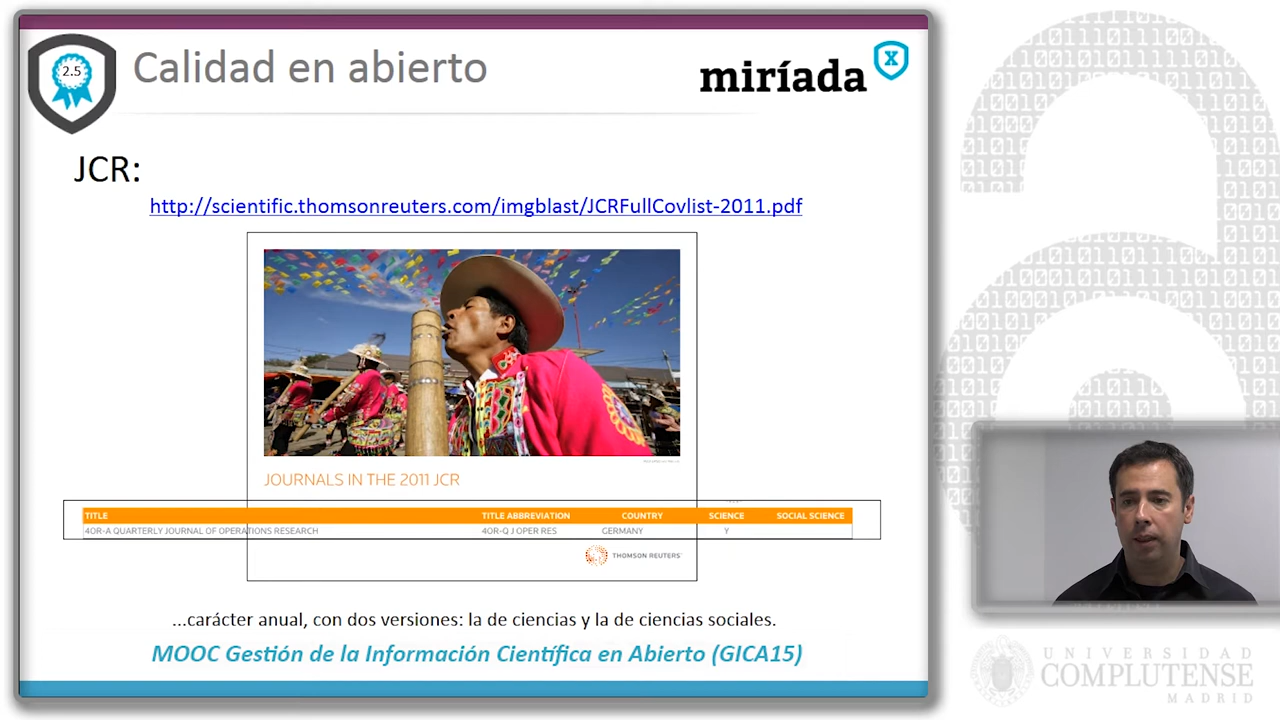 2.5
Calidad en abierto
miríada X
JCR:
http://scientific.thomsonreuters.com/imgblast/JCRFullCovlist-2011.pdf
JOURNALS IN THE 2011 JCR
TITLE TITLE ABBREVIATION COUNTRY SCIENCE SOCIAL SCIENCE
4OR-A QUARTERLY JOURNAL OF OPERATIONS RESEARCH 4OR-Q J OPER RES GERMANY Y
THOMSON REUTERS
...carácter anual, con dos versiones: la de ciencias y la de ciencias sociales.
MOOC Gestión de la Información Científica en Abierto (GICA15)
UNIVERSIDAD
COMPLUTENSE
MADRID